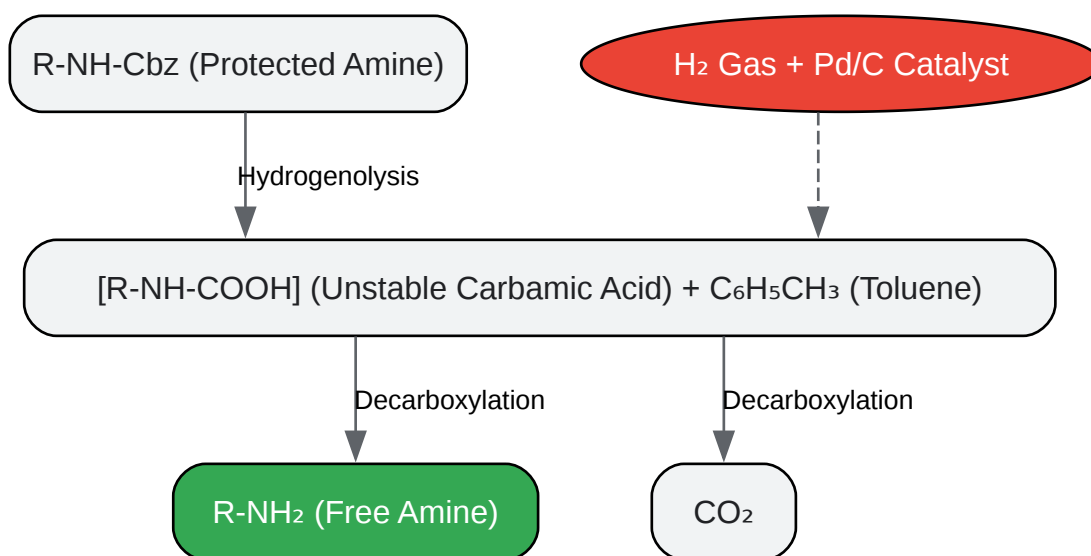 R-NH-Cbz (Protected Amine)
H₂ Gas + Pd/C Catalyst
Hydrogenolysis
[R-NH-COOH] (Unstable Carbamic Acid) + C₆H₅CH₃ (Toluene)
Decarboxylation
Decarboxylation
R-NH₂ (Free Amine)
CO₂